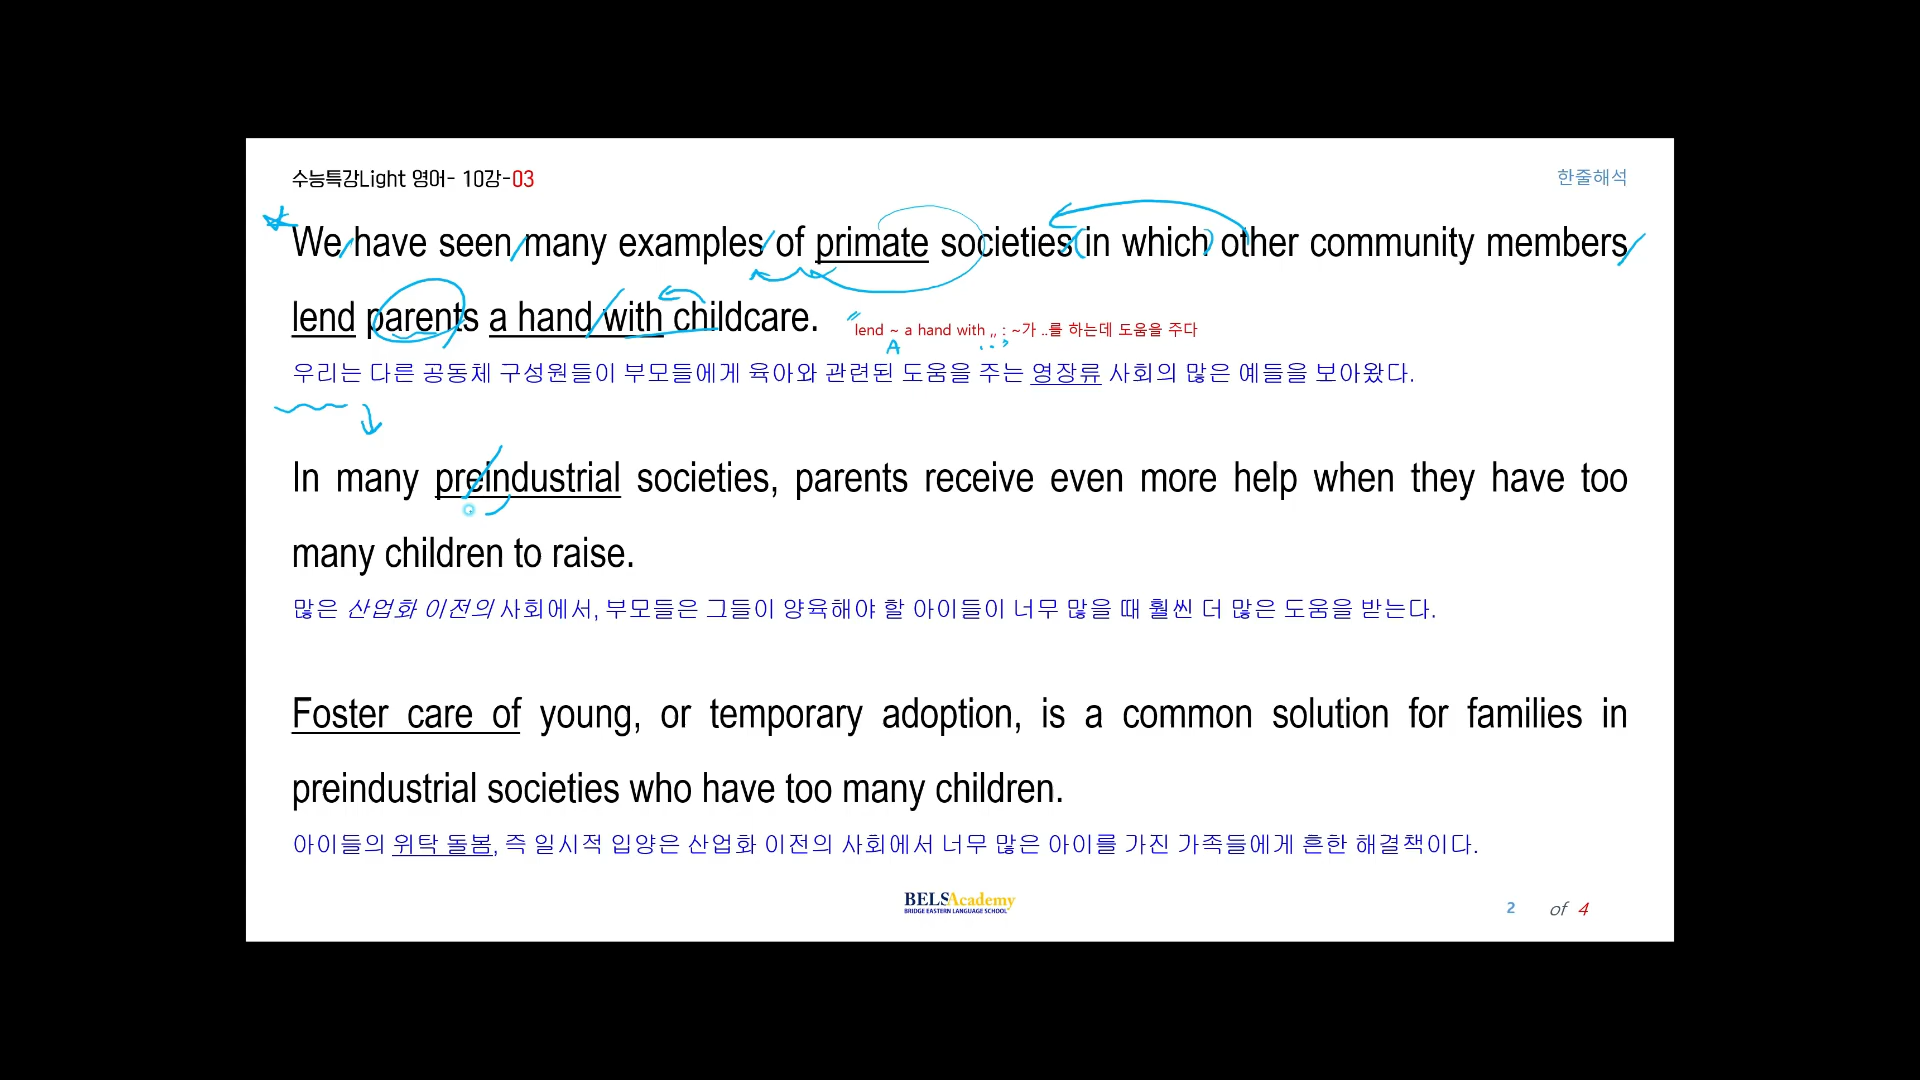 수능특강Light 영어- 10강-03
한줄해석
We have seen many examples of primate societies in which other community members
lend parents a hand with childcare.
lend ~ a hand with ,, : ~가 ..를 하는데 도움을 주다
A
우리는 다른 공동체 구성원들이 부모들에게 육아와 관련된 도움을 주는 영장류 사회의 많은 예들을 보아왔다.
In many preindustrial societies, parents receive even more help when they have too
many children to raise.
많은 산업화 이전의 사회에서, 부모들은 그들이 양육해야 할 아이들이 너무 많을 때 훨씬 더 많은 도움을 받는다.
Foster care of young, or temporary adoption, is a common solution for families in
preindustrial societies who have too many children.
아이들의 위탁 돌봄, 즉 일시적 입양은 산업화 이전의 사회에서 너무 많은 아이를 가진 가족들에게 흔한 해결책이다.
BELSAcademy
BRIDGE EASTERN LANGUAGE SCHOOL
2 of 4